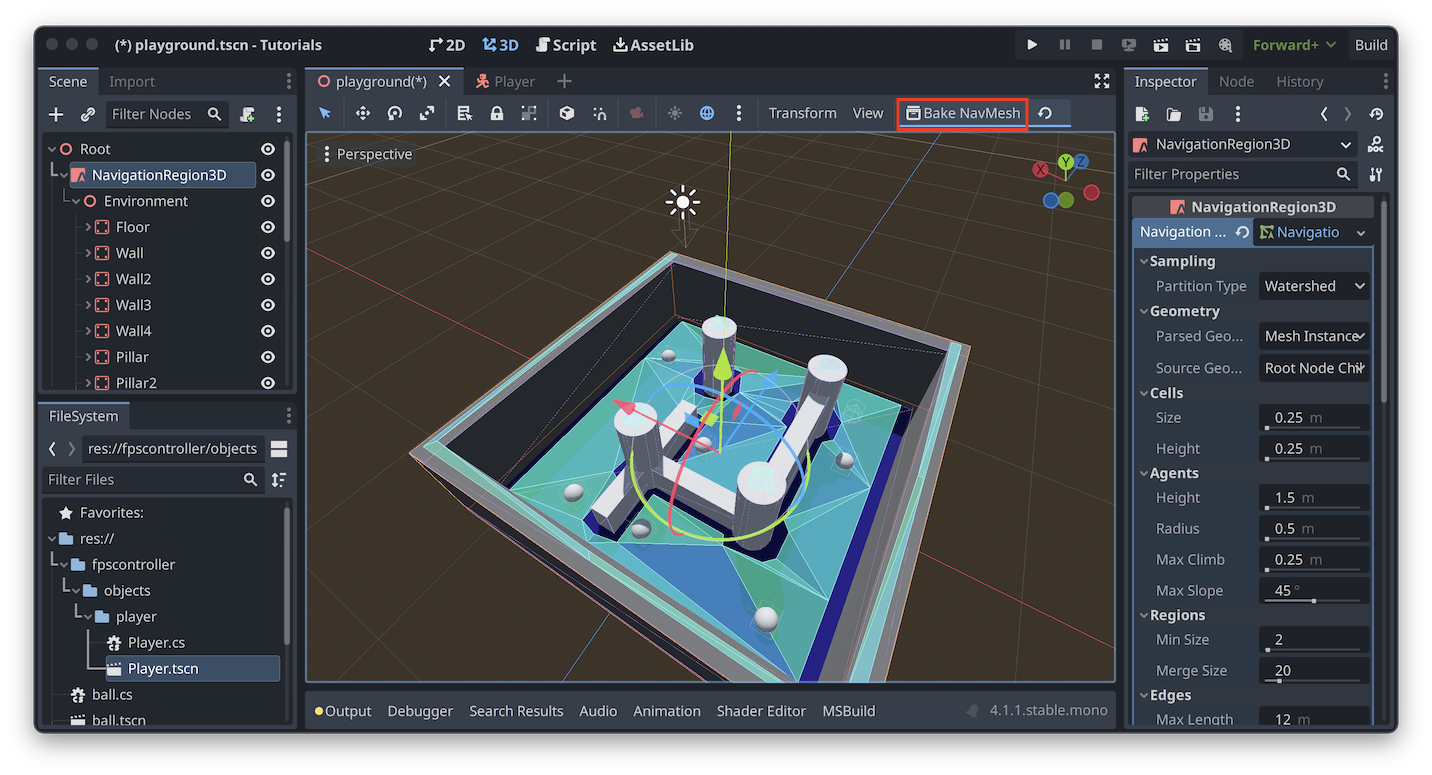 (*) playground.tscn - Tutorials
2D 3D Script AssetLib
Forward+ Build
Scene Import
Filter Nodes
Root
NavigationRegion3D
Environment
Floor
Wall
Wall2
Wall3
Wall4
Pillar
Pillar2
FileSystem
res://fpscontroller/objects
Filter Files
Favorites:
res://
fpscontroller
objects
player
Player.cs
Player.tscn
ball.cs
ball.tscn
playground(*) Player
Transform View Bake NavMesh
Perspective
X Y Z
Output Debugger Search Results Audio Animation Shader Editor MSBuild 4.1.1.stable.mono
Inspector Node History
NavigationRegion3D
DOC
Filter Properties
NavigationRegion3D
Navigation ... Navigatio
Sampling
Partition Type Watershed
Geometry
Parsed Geo... Mesh Instance
Source Geo... Root Node Chil
Cells
Size 0.25 m
Height 0.25 m
Agents
Height 1.5 m
Radius 0.5 m
Max Climb 0.25 m
Max Slope 45 °
Regions
Min Size 2
Merge Size 20
Edges
Max Length 12 m